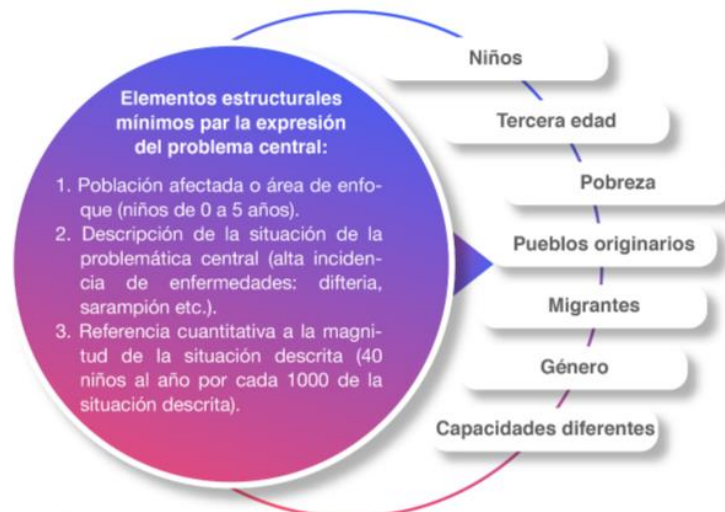 Elementos estructurales
mínimos par la expresión
del problema central:
1. Población afectada o área de enfo-
que (niños de 0 a 5 años).
2. Descripción de la situación de la
problemática central (alta inciden-
cia de enfermedades: difteria,
sarampión etc.).
3. Referencia cuantitativa a la magni-
tud de la situación descrita (40
niños al año por cada 1000 de la
situación descrita).
Niños
Tercera edad
Pobreza
Pueblos originarios
Migrantes
Género
Capacidades diferentes